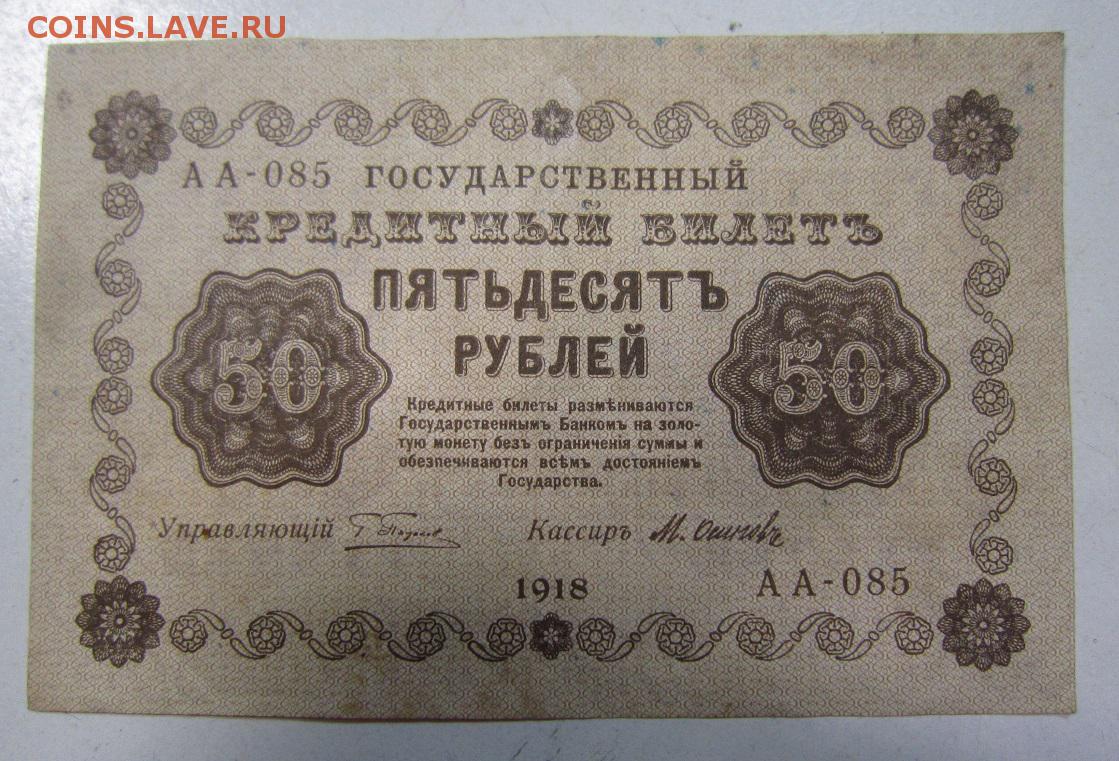 COINS.LAVE.RU
АА-085 ГОСУДАРСТВЕННЫЙ
КРЕДИТНЫЙ БИЛЕТЪ
ПЯТЬДЕСЯТЪ
РУБЛЕЙ
50
50
Кредитные билеты размѣниваются
Государственнымъ Банкомъ на золо-
тую монету безъ ограниченія суммы и
обезпечиваются всѣмъ достояніемъ
Государства.
Управляющій Кассиръ М. Осиповъ
1918 АА-085